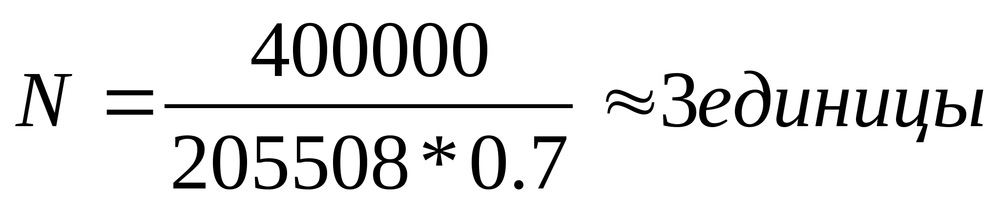 N = 400000 / 205508 * 0.7 ≈ 3единицы